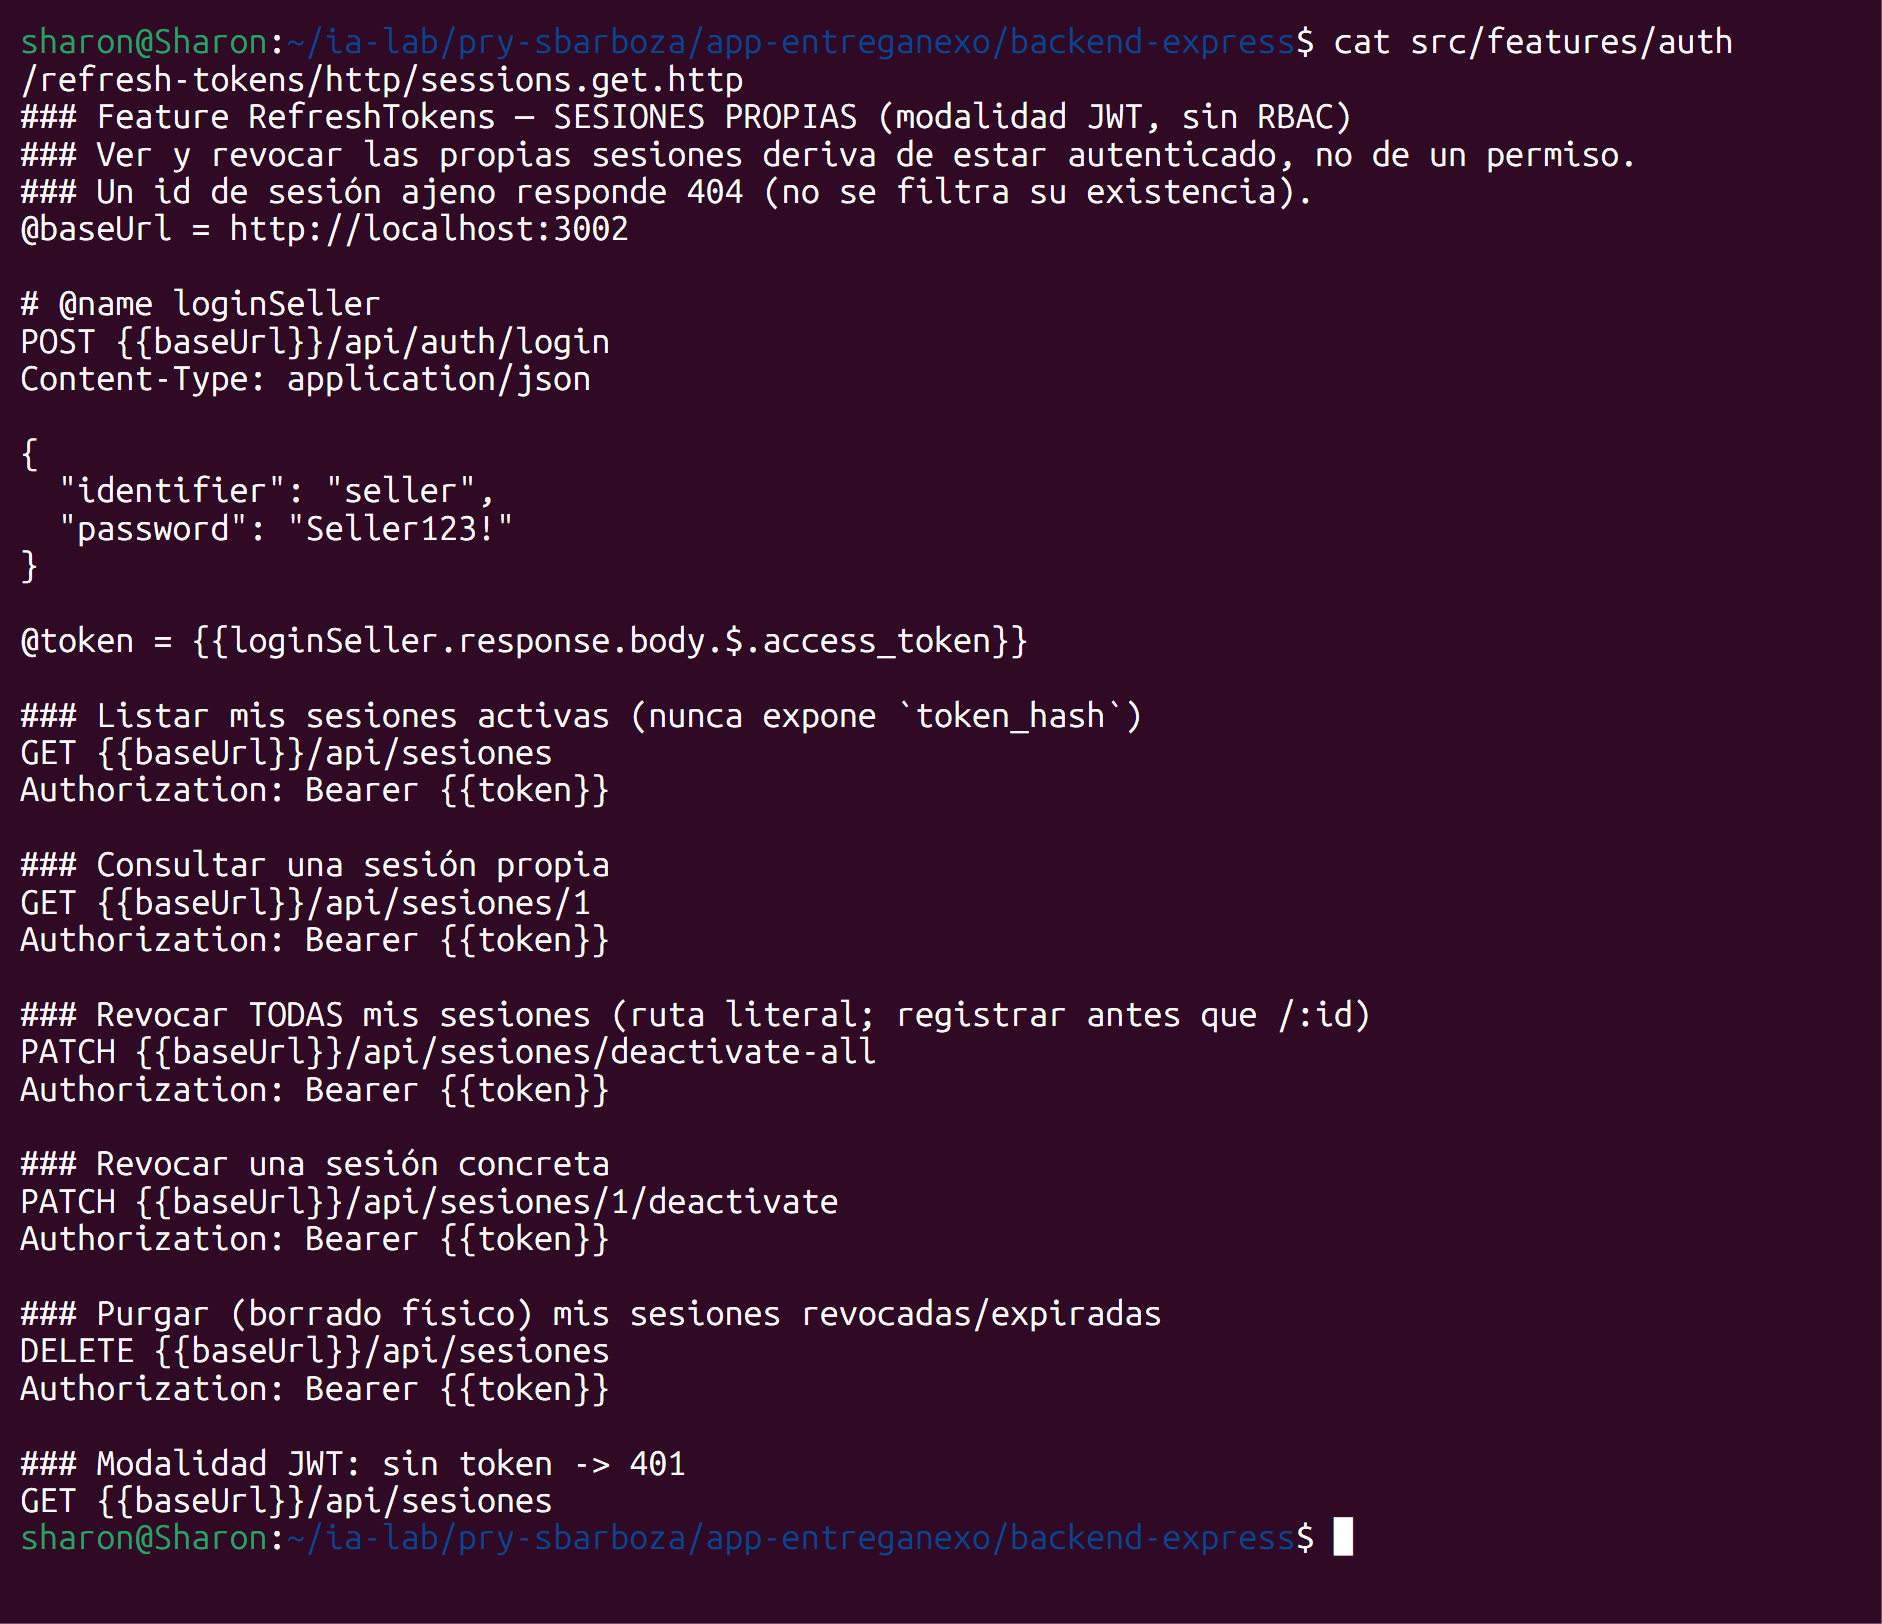 sharon@Sharon:~/ia-lab/pry-sbarboza/app-entreganexo/backend-express$ cat src/features/auth
/refresh-tokens/http/sessions.get.http
### Feature RefreshTokens — SESIONES PROPIAS (modalidad JWT, sin RBAC)
### Ver y revocar las propias sesiones deriva de estar autenticado, no de un permiso.
### Un id de sesión ajeno responde 404 (no se filtra su existencia).
@baseUrl = http://localhost:3002

# @name loginSeller
POST {{baseUrl}}/api/auth/login
Content-Type: application/json

{
  "identifier": "seller",
  "password": "Seller123!"
}

@token = {{loginSeller.response.body.$.access_token}}

### Listar mis sesiones activas (nunca expone `token_hash`)
GET {{baseUrl}}/api/sesiones
Authorization: Bearer {{token}}

### Consultar una sesión propia
GET {{baseUrl}}/api/sesiones/1
Authorization: Bearer {{token}}

### Revocar TODAS mis sesiones (ruta literal; registrar antes que /:id)
PATCH {{baseUrl}}/api/sesiones/deactivate-all
Authorization: Bearer {{token}}

### Revocar una sesión concreta
PATCH {{baseUrl}}/api/sesiones/1/deactivate
Authorization: Bearer {{token}}

### Purgar (borrado físico) mis sesiones revocadas/expiradas
DELETE {{baseUrl}}/api/sesiones
Authorization: Bearer {{token}}

### Modalidad JWT: sin token -> 401
GET {{baseUrl}}/api/sesiones
sharon@Sharon:~/ia-lab/pry-sbarboza/app-entreganexo/backend-express$